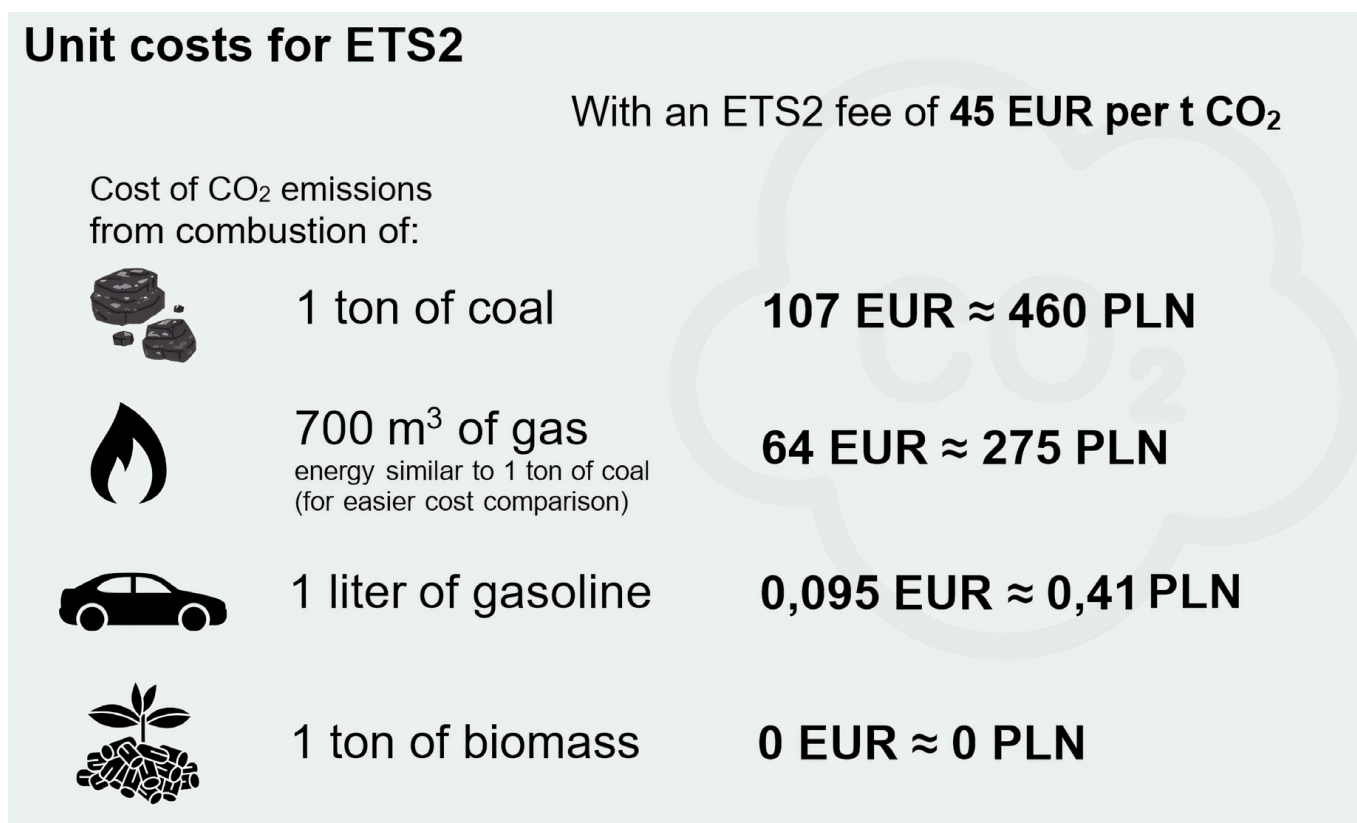 Unit costs for ETS2
With an ETS2 fee of 45 EUR per t CO₂
Cost of CO₂ emissions
from combustion of:
1 ton of coal
107 EUR ≈ 460 PLN
700 m³ of gas
energy similar to 1 ton of coal
(for easier cost comparison)
64 EUR ≈ 275 PLN
1 liter of gasoline
0,095 EUR ≈ 0,41 PLN
1 ton of biomass
0 EUR ≈ 0 PLN
CO₂